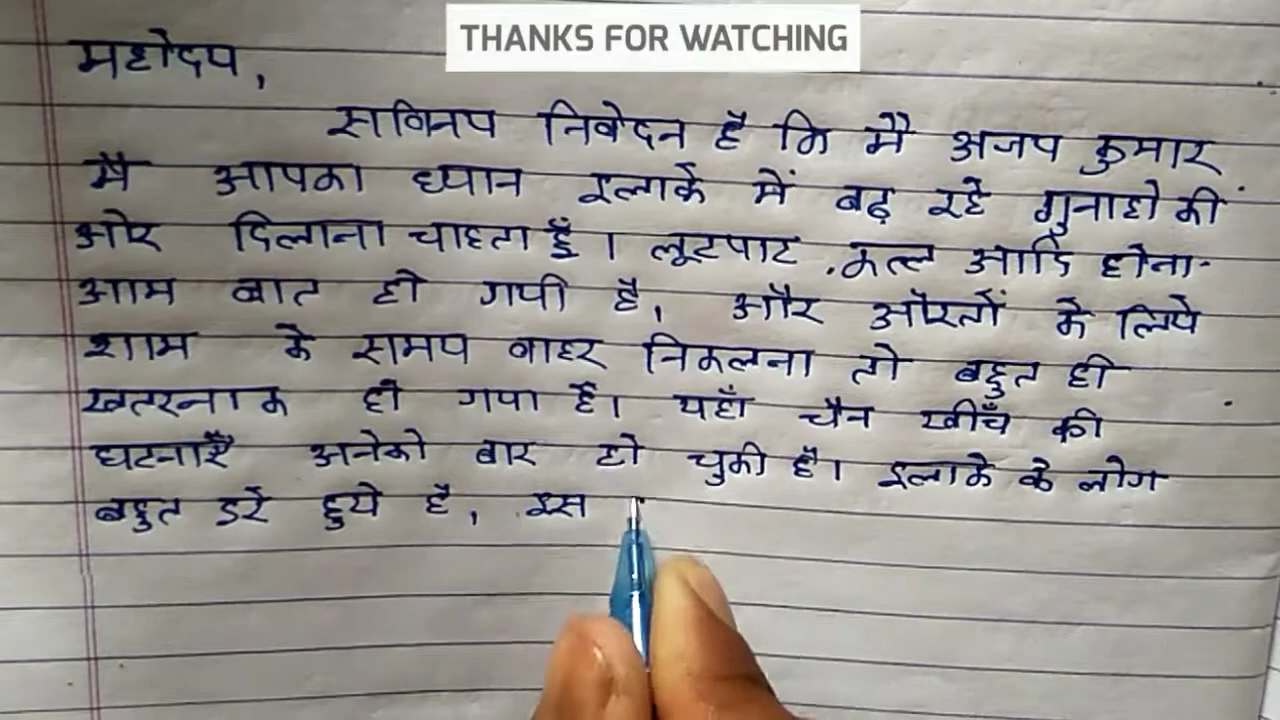 THANKS FOR WATCHING
महोदय,
सविनय निवेदन है कि मै अजय कुमार
मै आपका ध्यान इलाके में बढ़ रहे गुनाहो की
ओर दिलाना चाहता हूँ । लूटपाट , कत्ल आदि होना
आम बात हो गयी है, और औरतों के लिये
शाम के समय बाहर निकलना तो बहुत ही
खतरनाक हो गया है। यहाँ चैन खीँच की
घटनाएँ अनेको बार हो चुकी है। इलाके के लोग
बहुत डरे हुये है, इस